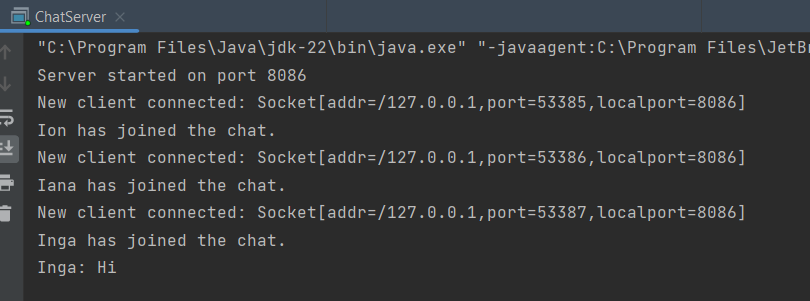 ChatServer
"C:\Program Files\Java\jdk-22\bin\java.exe" "-javaagent:C:\Program Files\JetBr
Server started on port 8086
New client connected: Socket[addr=/127.0.0.1,port=53385,localport=8086]
Ion has joined the chat.
New client connected: Socket[addr=/127.0.0.1,port=53386,localport=8086]
Iana has joined the chat.
New client connected: Socket[addr=/127.0.0.1,port=53387,localport=8086]
Inga has joined the chat.
Inga: Hi